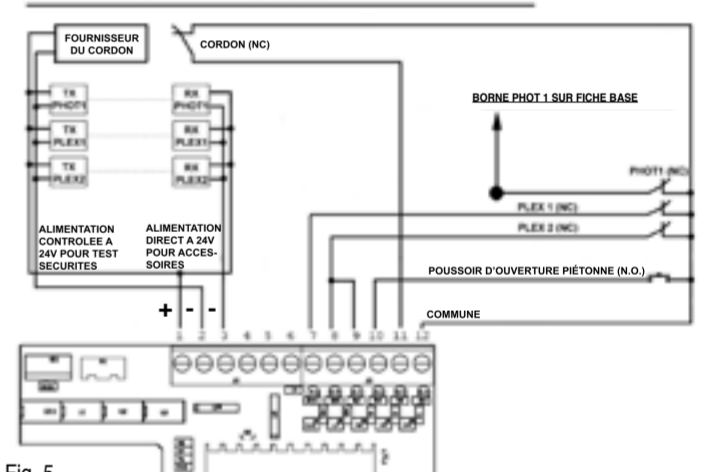 FOURNISSEUR
DU CORDON
CORDON (NC)
TX
PHOT1
RX
PHOT1
BORNE PHOT 1 SUR FICHE BASE
TX
PLEX1
RX
PLEX1
TX
PLEX2
RX
PLEX2
PHOT1 (NC)
PLEX 1 (NC)
PLEX 2 (NC)
ALIMENTATION
CONTROLEE A
24V POUR TEST
SECURITES
ALIMENTATION
DIRECT A 24V
POUR ACCES-
SOIRES
POUSSOIR D'OUVERTURE PIÉTONNE (N.O.)
COMMUNE
+ - -
1 2 3 4 5 6 7 8 9 10 11 12
Fig. 5